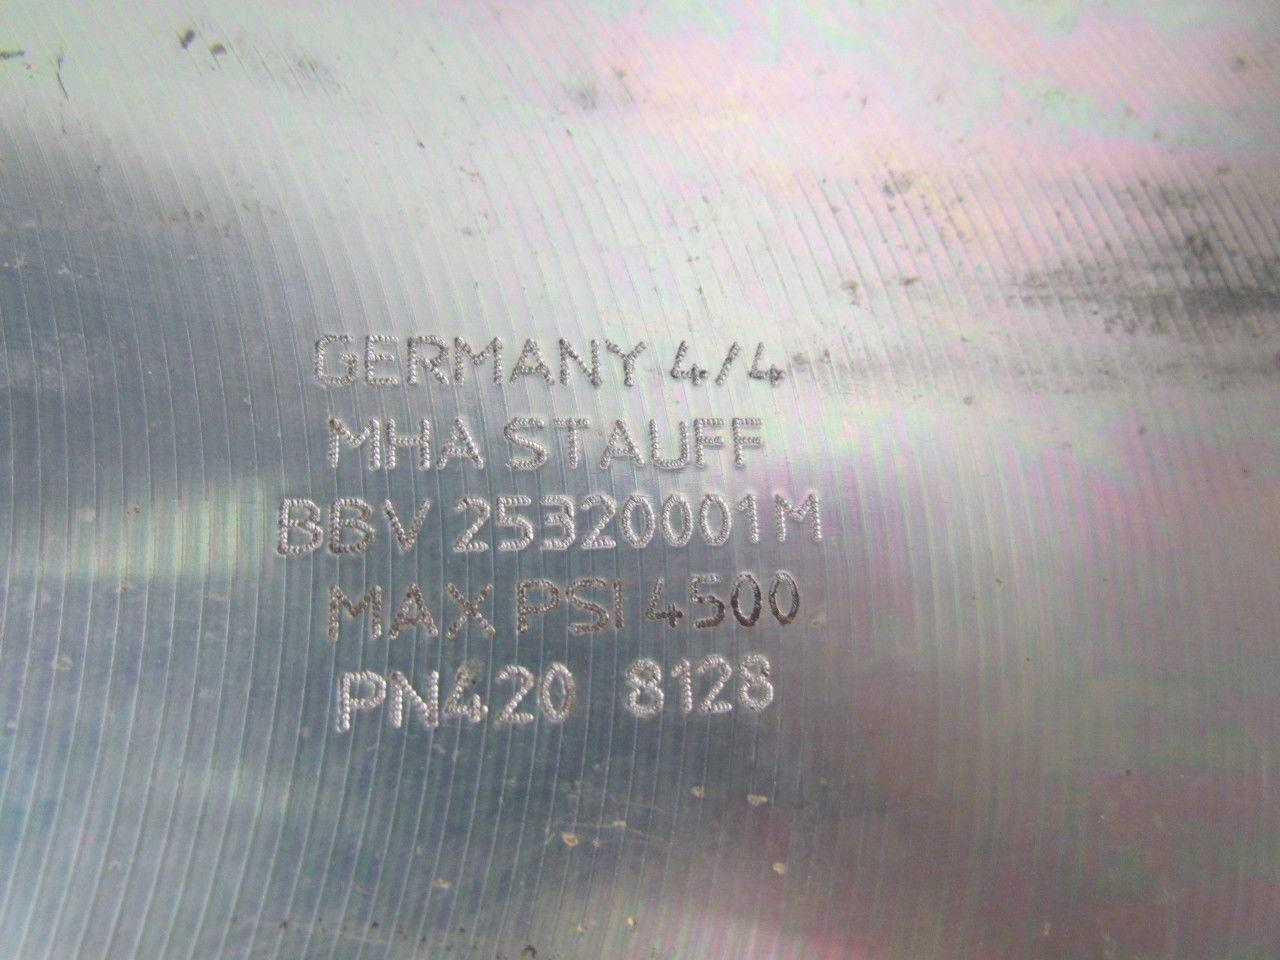 GERMANY 4/4
MHA STAUFF
BBV 25320001M
MAX PSI 4500
PN420 8128